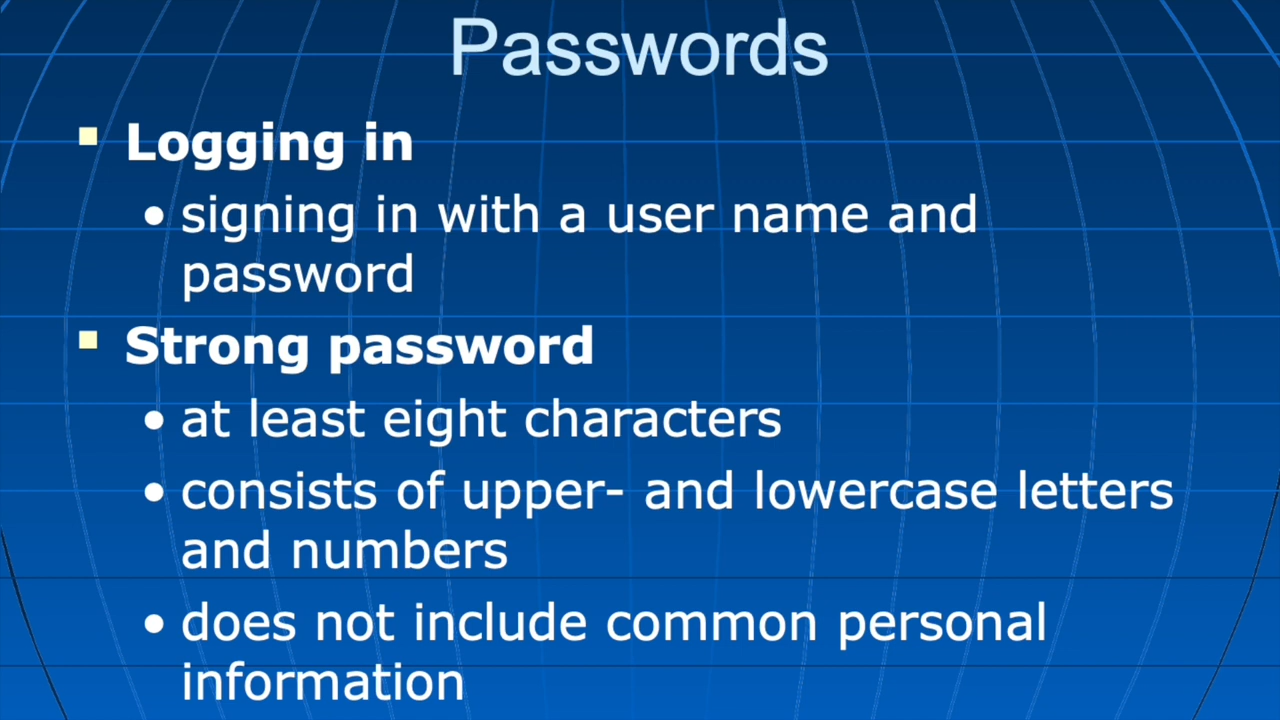 Passwords
Logging in
signing in with a user name and
password
Strong password
at least eight characters
consists of upper- and lowercase letters
and numbers
does not include common personal
information